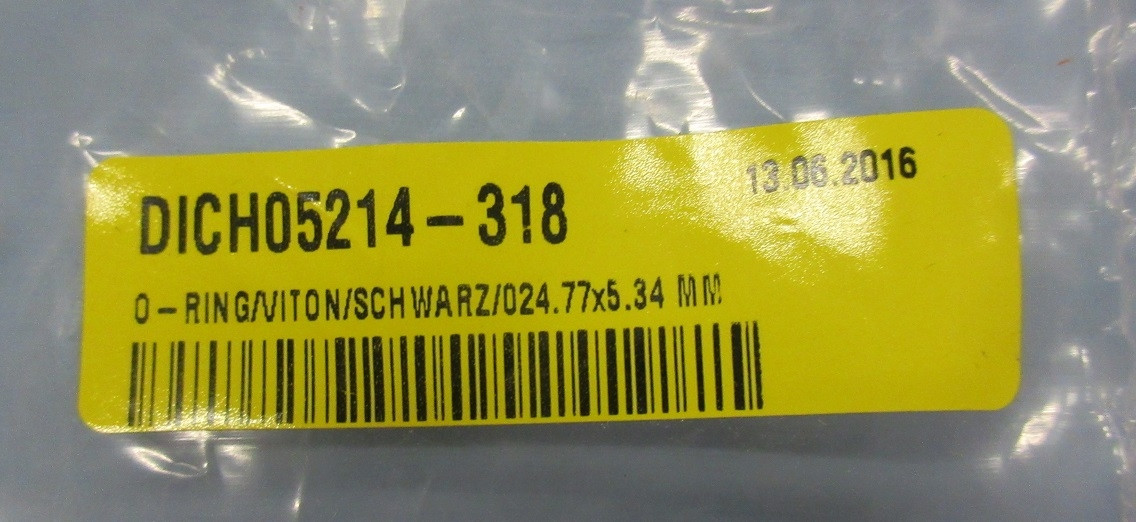 13.06.2016
DICH05214-318
O-RING/VITON/SCHWARZ/024.77x5.34 MM